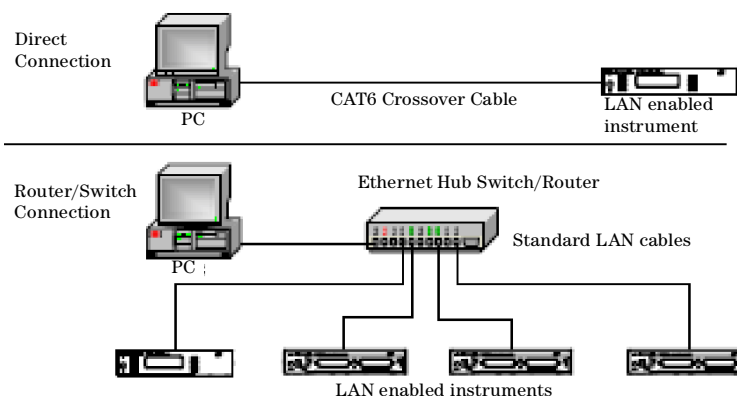 Direct
Connection
CAT6 Crossover Cable
PC
LAN enabled
instrument
Router/Switch
Connection
Ethernet Hub Switch/Router
Standard LAN cables
PC
LAN enabled instruments